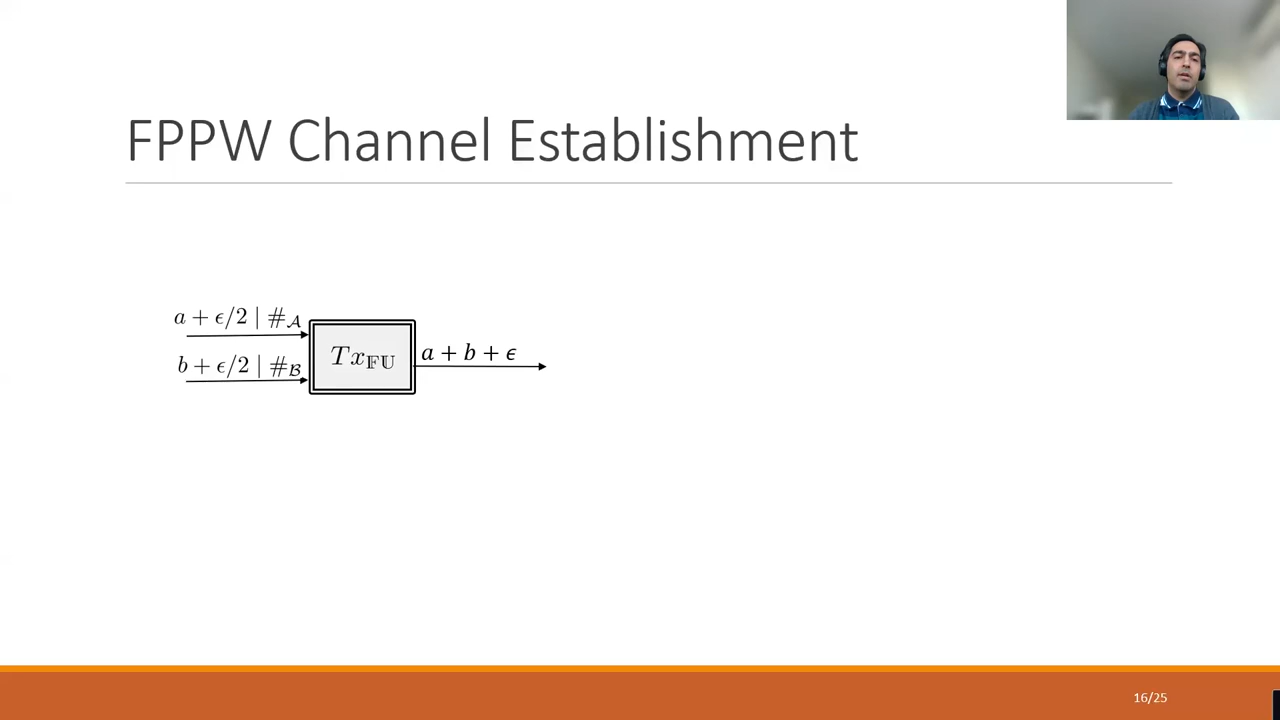 FPPW Channel Establishment
a + ϵ/2 | #𝒜
b + ϵ/2 | #ℬ
Tx𝔽𝕌
a + b + ϵ
16/25